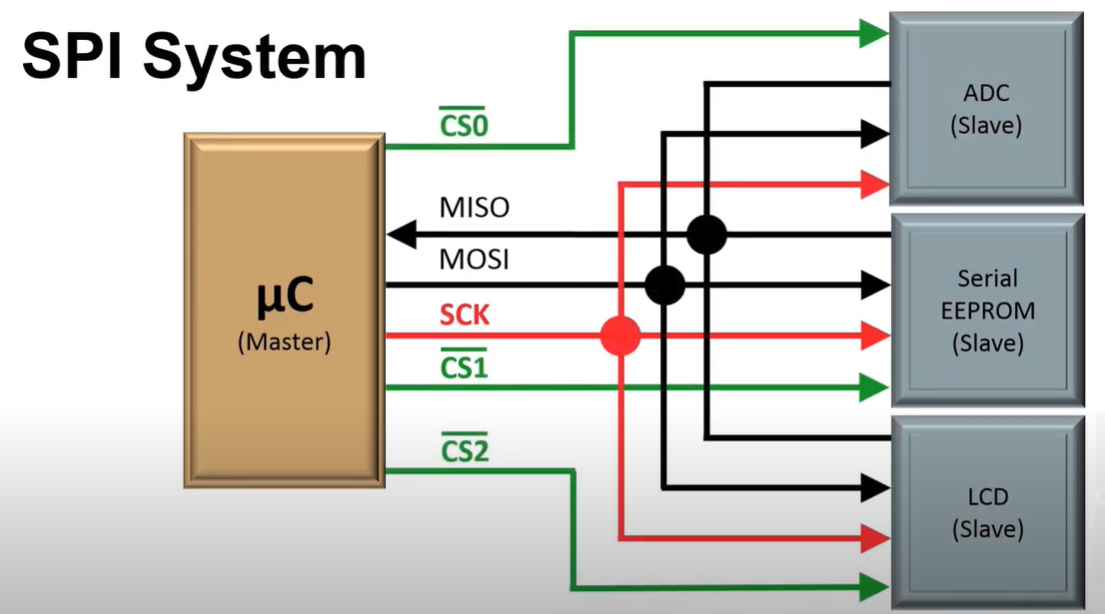 SPI System
CS0
MISO
MOSI
SCK
CS1
CS2
μC
(Master)
ADC
(Slave)
Serial
EEPROM
(Slave)
LCD
(Slave)